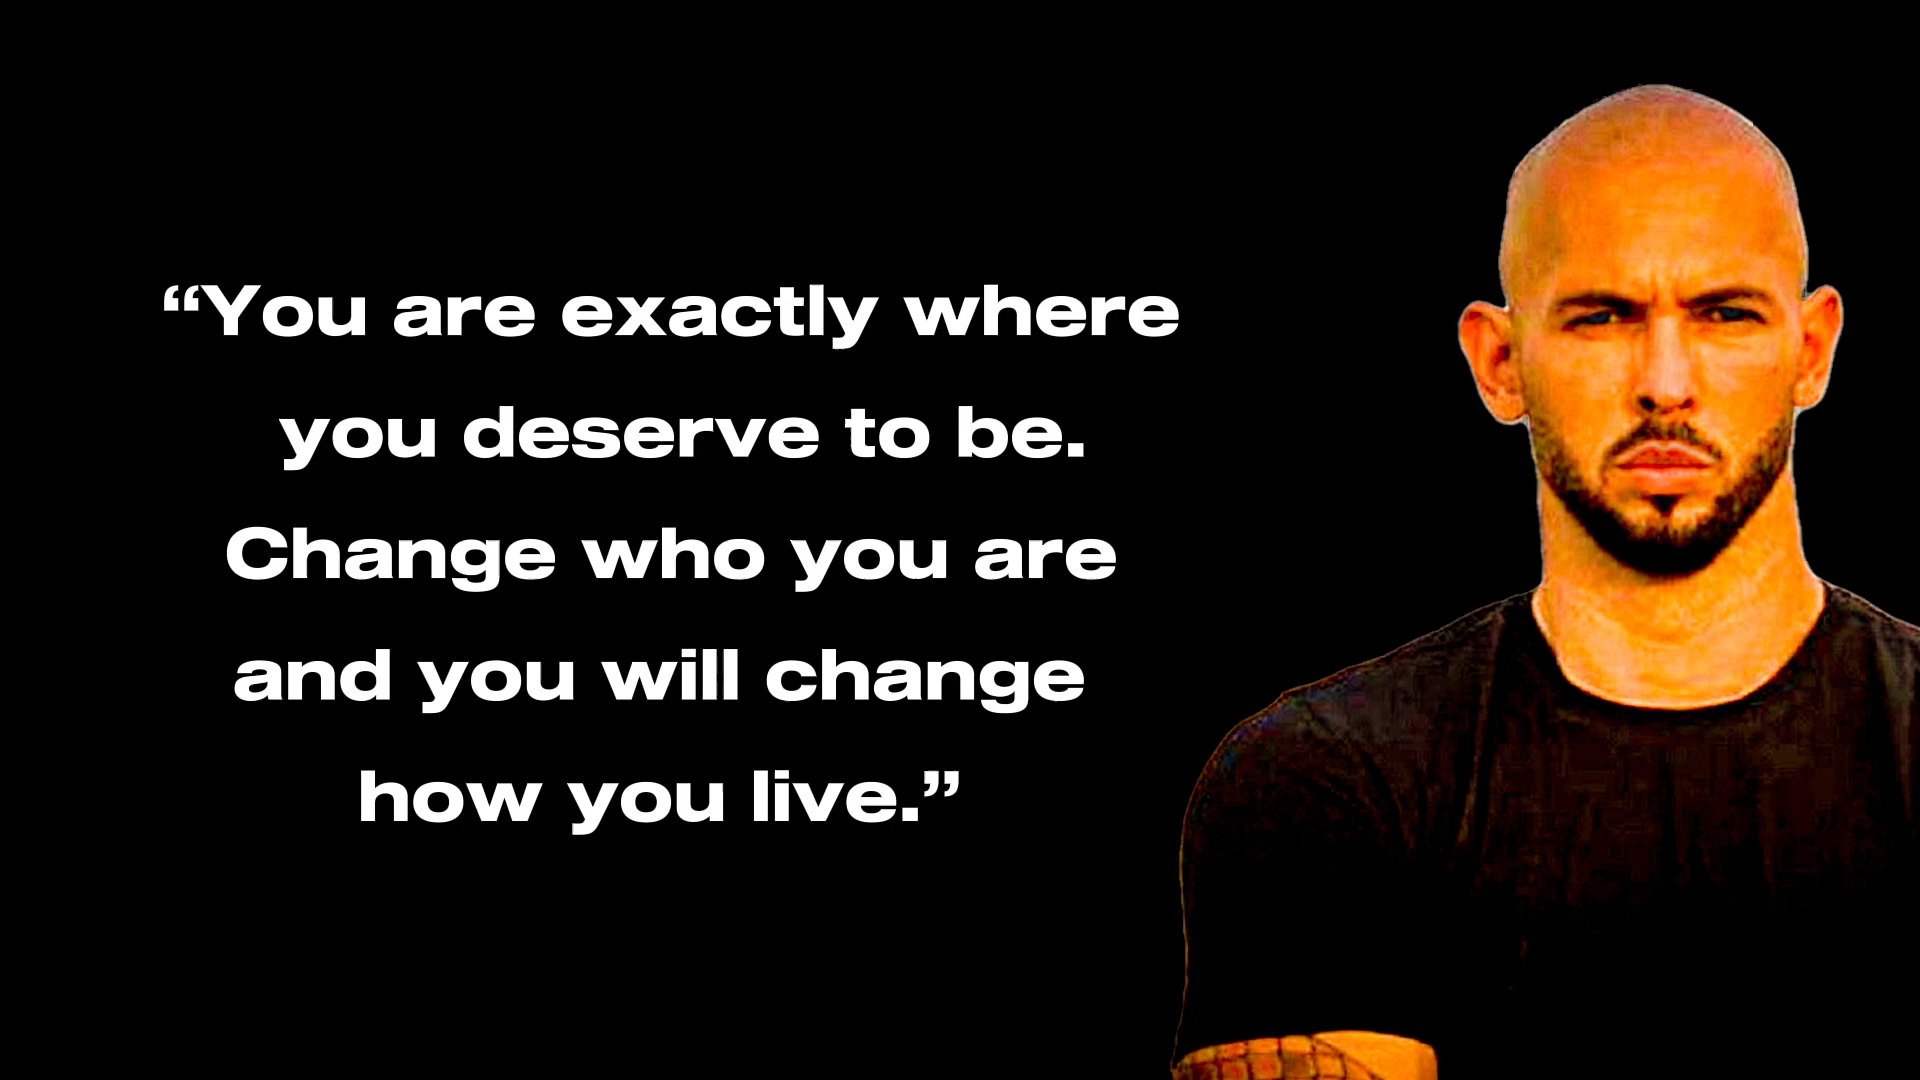 “You are exactly where
you deserve to be.
Change who you are
and you will change
how you live.”